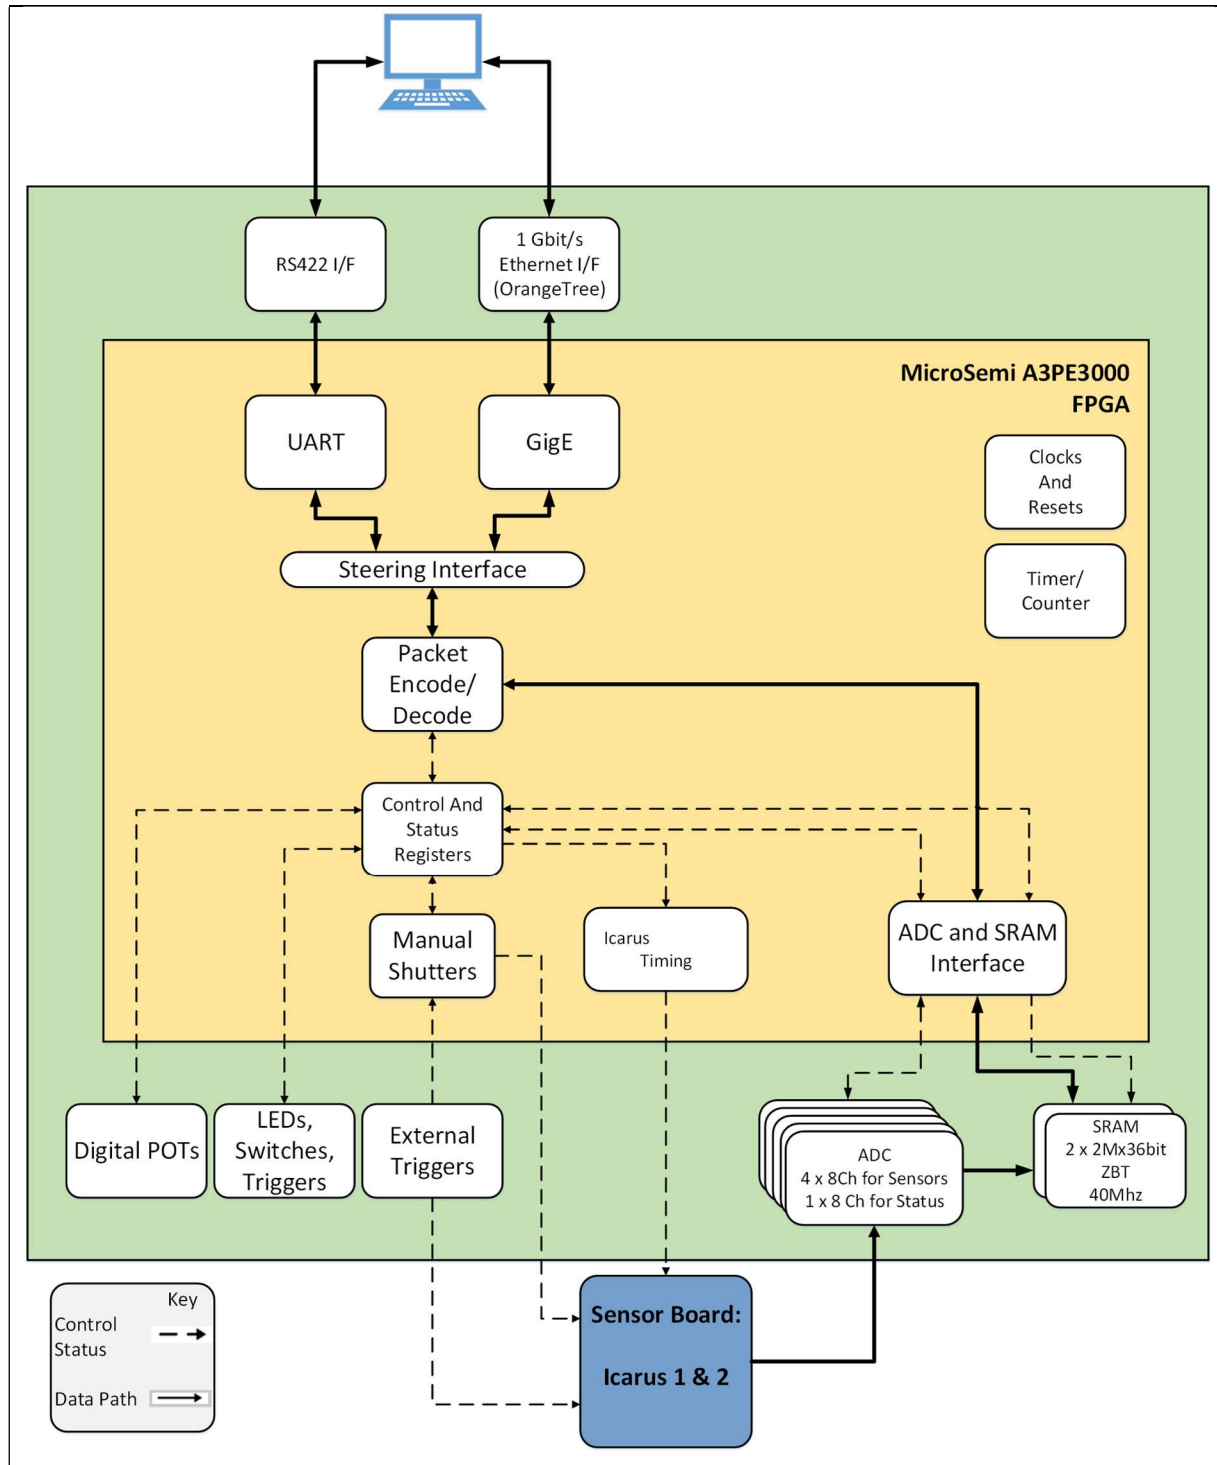 RS422 I/F
1 Gbit/s
Ethernet I/F
(OrangeTree)
MicroSemi A3PE3000
FPGA
UART
GigE
Clocks
And
Resets
Steering Interface
Timer/
Counter
Packet
Encode/
Decode
Control And
Status
Registers
Manual
Shutters
Icarus
Timing
ADC and SRAM
Interface
Digital POTs
LEDs,
Switches,
Triggers
External
Triggers
ADC
4 x 8Ch for Sensors
1 x 8 Ch for Status
SRAM
2 x 2Mx36bit
ZBT
40Mhz
Key
Control
Status
Data Path
Sensor Board:
Icarus 1 & 2